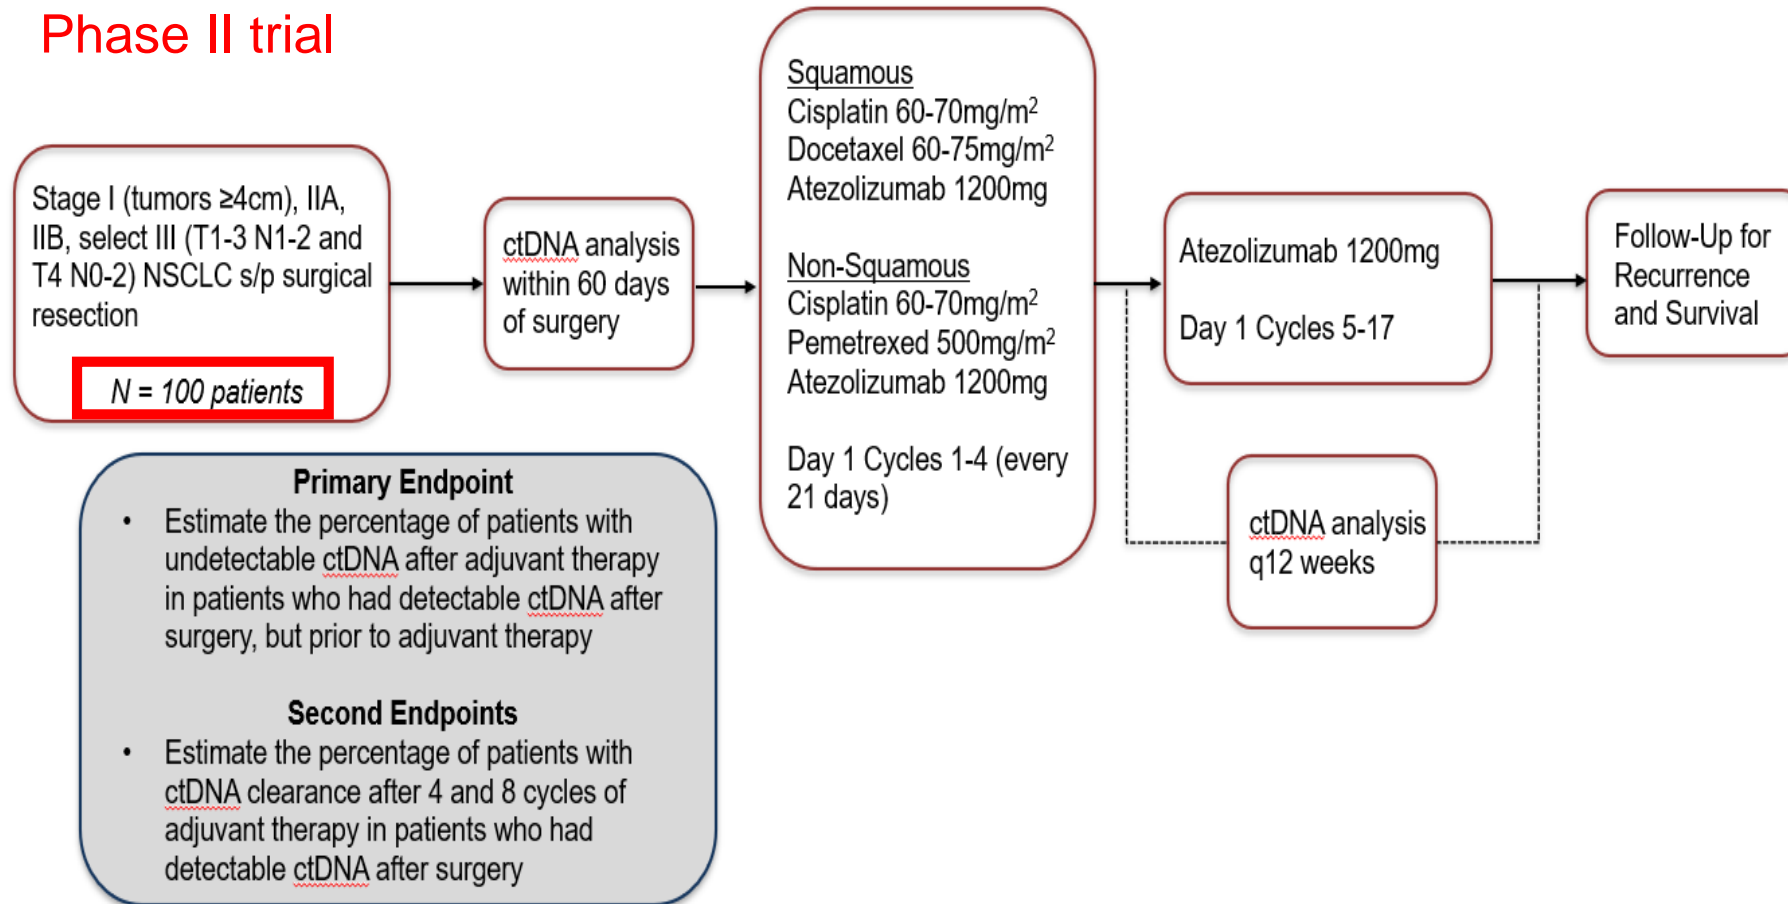 Phase II trial
Stage I (tumors ≥4cm), IIA,
IIB, select III (T1-3 N1-2 and
T4 N0-2) NSCLC s/p surgical
resection
N = 100 patients
ctDNA analysis
within 60 days
of surgery
Squamous
Cisplatin 60-70mg/m²
Docetaxel 60-75mg/m²
Atezolizumab 1200mg
Non-Squamous
Cisplatin 60-70mg/m²
Pemetrexed 500mg/m²
Atezolizumab 1200mg
Day 1 Cycles 1-4 (every
21 days)
Atezolizumab 1200mg
Day 1 Cycles 5-17
ctDNA analysis
q12 weeks
Follow-Up for
Recurrence
and Survival
Primary Endpoint
• Estimate the percentage of patients with
undetectable ctDNA after adjuvant therapy
in patients who had detectable ctDNA after
surgery, but prior to adjuvant therapy
Second Endpoints
• Estimate the percentage of patients with
ctDNA clearance after 4 and 8 cycles of
adjuvant therapy in patients who had
detectable ctDNA after surgery